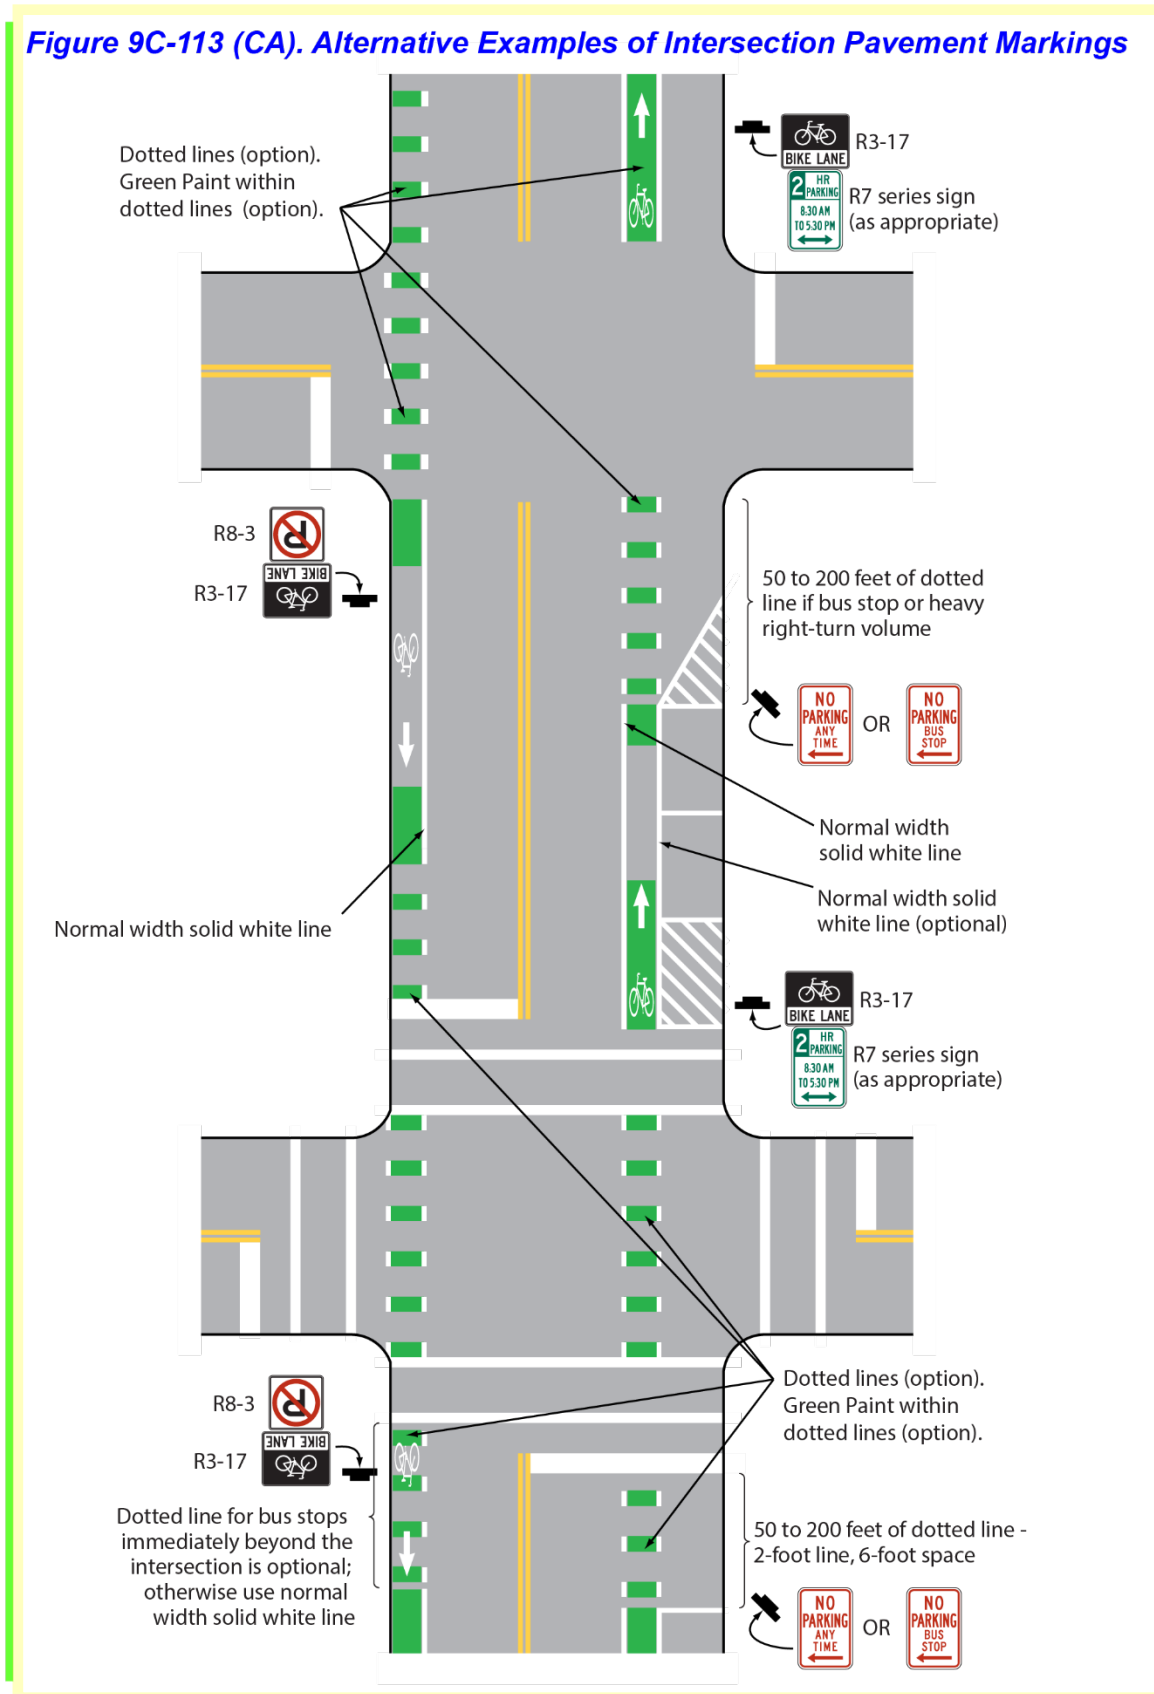 Figure 9C-113 (CA). Alternative Examples of Intersection Pavement Markings
Dotted lines (option).
Green Paint within
dotted lines (option).
BIKE LANE
R3-17
2 HR
PARKING
8:30 AM
TO 5:30 PM
R7 series sign
(as appropriate)
R8-3
P
BIKE LANE
R3-17
50 to 200 feet of dotted
line if bus stop or heavy
right-turn volume
NO
PARKING
ANY
TIME
OR
NO
PARKING
BUS
STOP
Normal width
solid white line
Normal width solid
white line (optional)
Normal width solid white line
BIKE LANE
R3-17
2 HR
PARKING
8:30 AM
TO 5:30 PM
R7 series sign
(as appropriate)
Dotted lines (option).
Green Paint within
dotted lines (option).
R8-3
P
BIKE LANE
R3-17
Dotted line for bus stops
immediately beyond the
intersection is optional;
otherwise use normal
width solid white line
50 to 200 feet of dotted line -
2-foot line, 6-foot space
NO
PARKING
ANY
TIME
OR
NO
PARKING
BUS
STOP